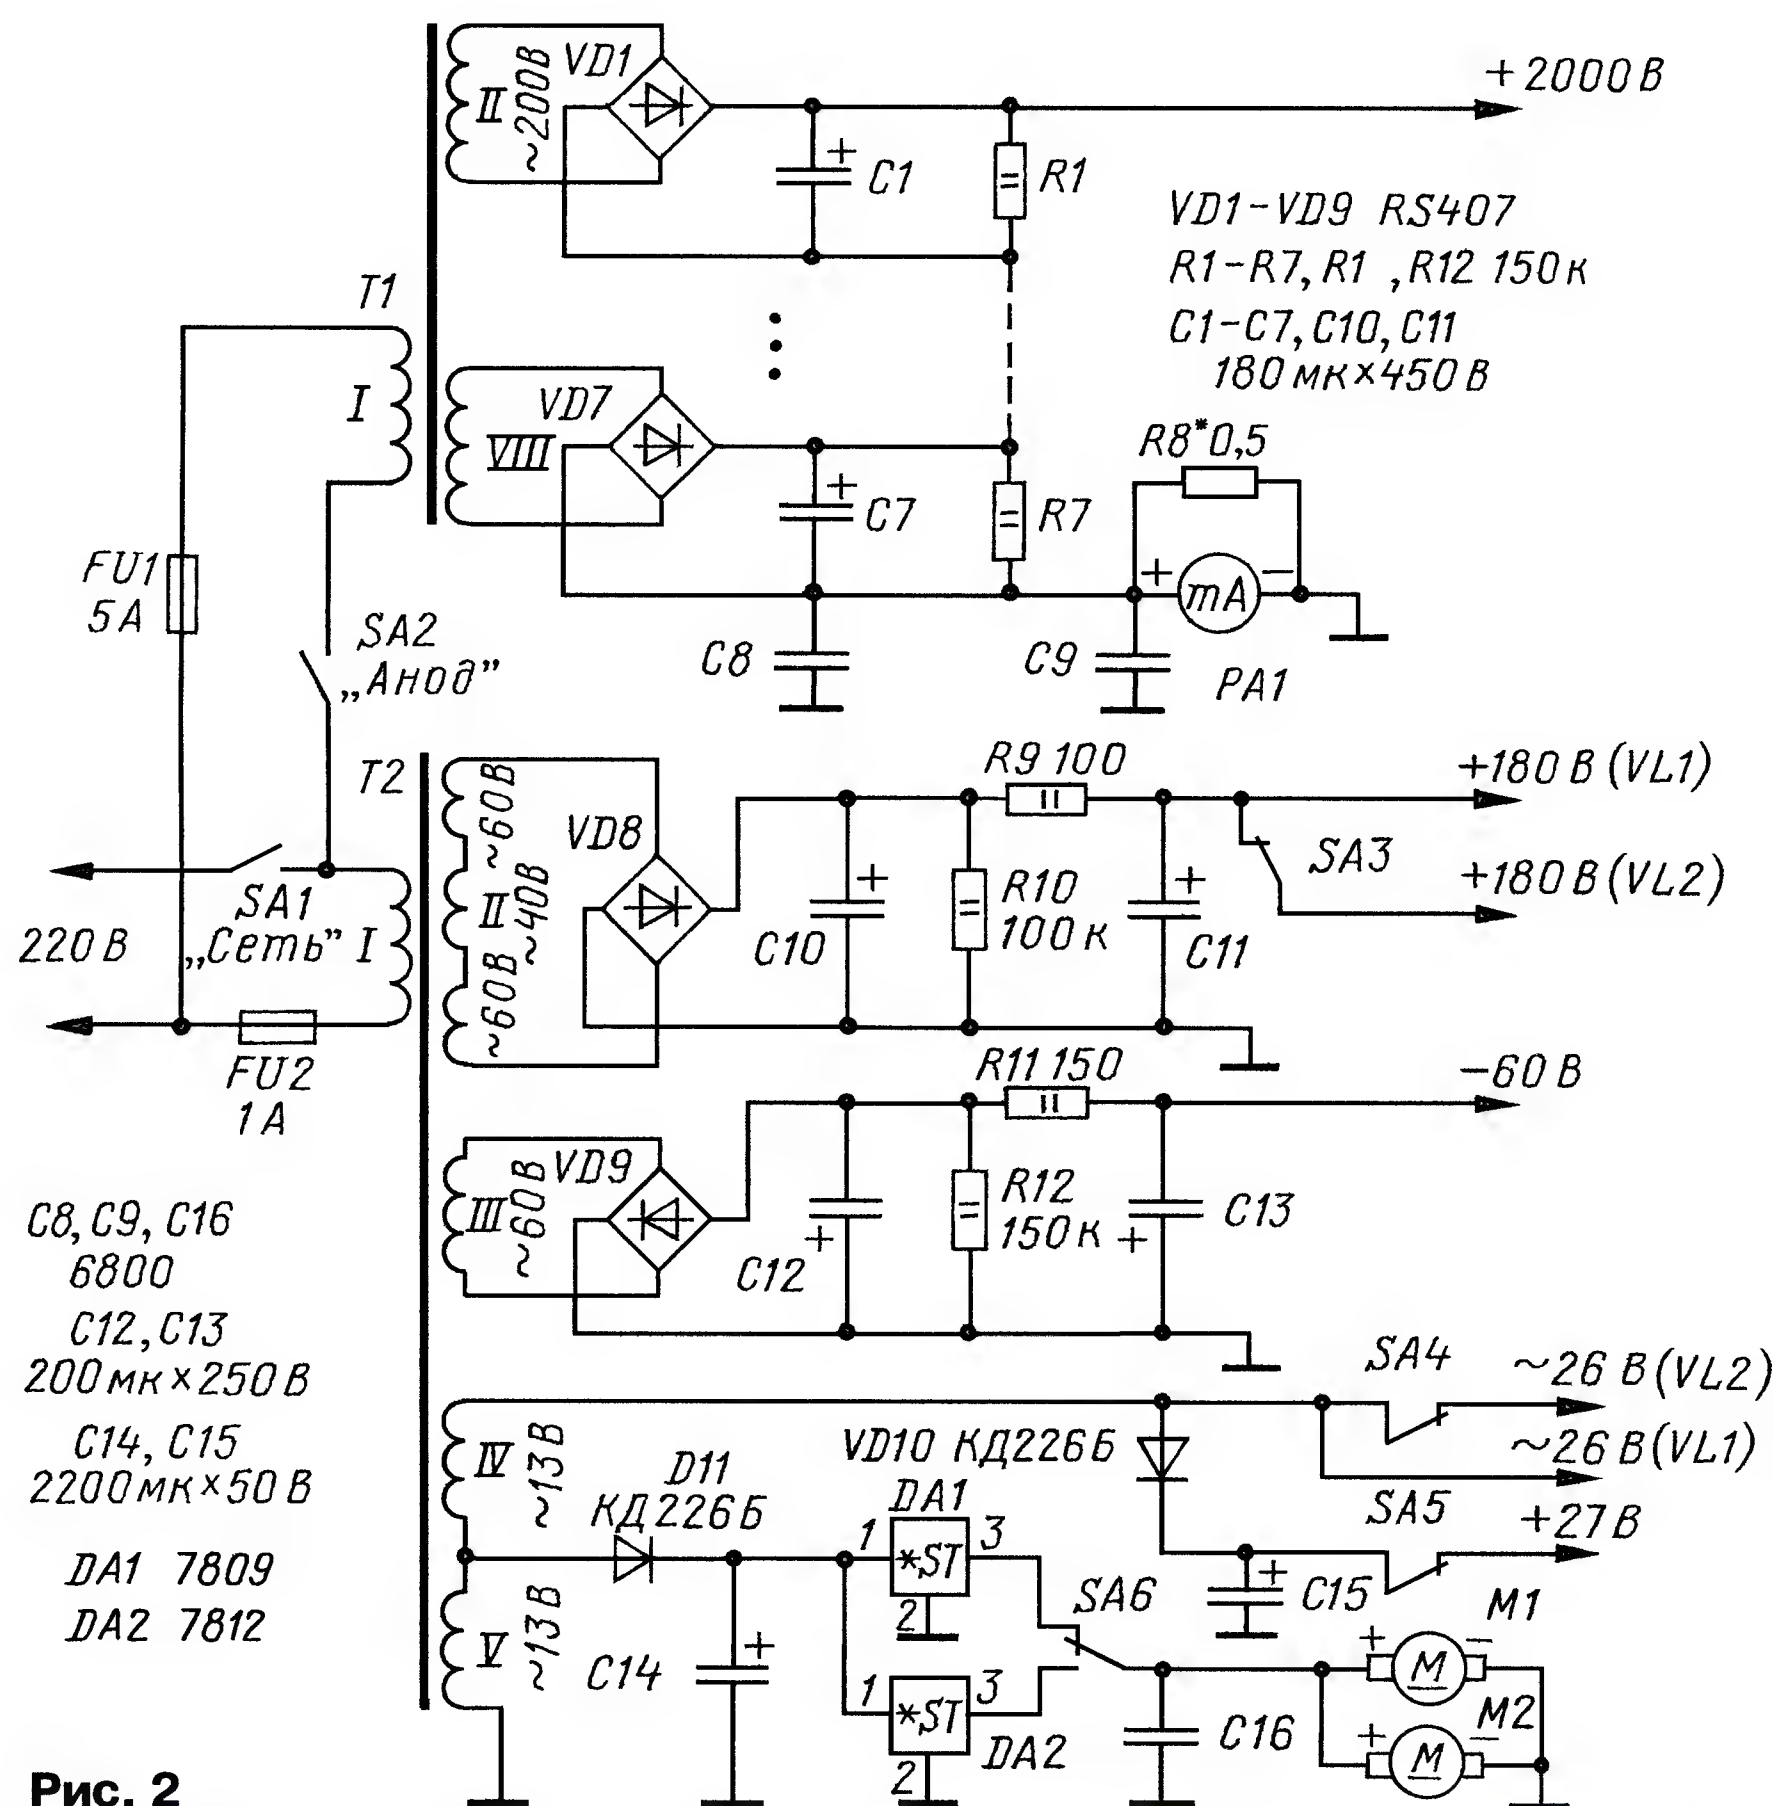 VD1
+2000 В
II
~200В
C1
R1
VD1–VD9 RS407
R1–R7, R1 , R12 150 к
C1–C7, C10, C11
180 мк×450 В
T1
I
VD7
VIII
C7
R7
R8* 0,5
+
mA
–
PA1
FU1
5 А
SA2
„Анод”
C8
C9
T2
~60В
II
~40В
~60В
VD8
R9 100
+180 В (VL1)
SA3
+180 В (VL2)
C10
+
R10
100 к
+
C11
SA1
„Сеть”
I
220 В
FU2
1 А
R11 150
–60 В
VD9
III
~60В
R12
150 к
C12
+
+
C13
C8, C9, C16
6800
C12, C13
200 мк×250 В
C14, C15
2200 мк×50 В
DA1 7809
DA2 7812
SA4
~26 В (VL2)
~26 В (VL1)
SA5
+27 В
IV
~13В
D11
КД226Б
VD10 КД226Б
DA1
1
*ST
3
2
SA6
+
C15
V
~13В
C14
+
1
*ST
3
2
DA2
C16
M1
+
M
–
M2
+
M
–
Рис. 2